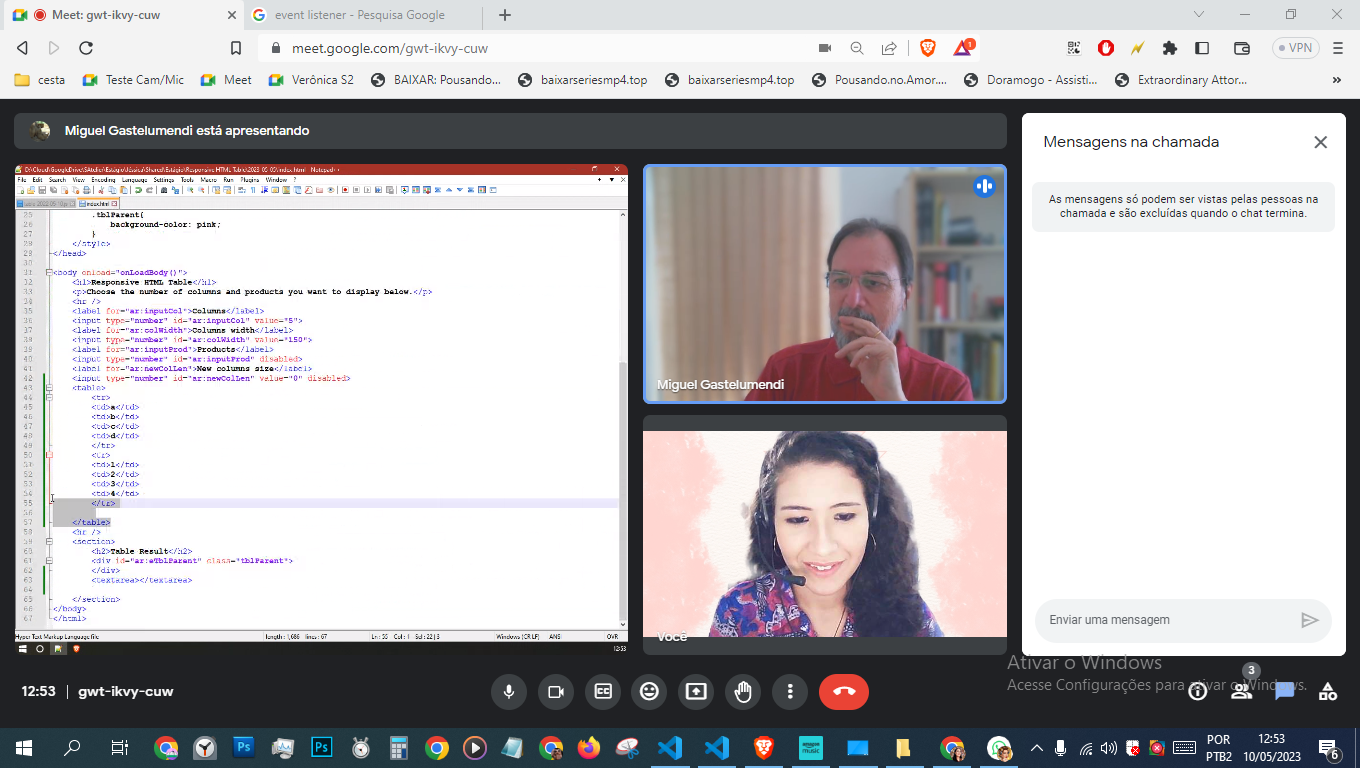 Meet: gwt-ikvy-cuw
event listener - Pesquisa Google
meet.google.com/gwt-ikvy-cuw
1
VPN
cesta
Teste Cam/Mic
Meet
Verônica S2
BAIXAR: Pousando...
baixarseriesmp4.top
baixarseriesmp4.top
Pousando.no.Amor....
Doramogo - Assisti...
Extraordinary Attor...
Miguel Gastelumendi está apresentando
File Edit Search View Encoding Language Settings Tools Macro Run Plugins Window ?
index.html
25 .tblParent{
26 background-color: pink;
27 }
28 </style>
29 </head>
30
31 <body onload="onLoadBody()">
32 <h1>Responsive HTML Table</h1>
33 <p>Choose the number of columns and products you want to display below.</p>
34 <hr />
35 <label for="ar:inputCol">Columns</label>
36 <input type="number" id="ar:inputCol" value="5">
37 <label for="ar:colWidth">Columns width</label>
38 <input type="number" id="ar:colWidth" value="150">
39 <label for="ar:inputProd">Products</label>
40 <input type="number" id="ar:inputProd" disabled>
41 <label for="ar:newColLen">New columns size</label>
42 <input type="number" id="ar:newColLen" value="0" disabled>
43 <table>
44 <tr>
45 <td>a</td>
46 <td>b</td>
47 <td>c</td>
48 <td>d</td>
49 </tr>
50 <tr>
51 <td>1</td>
52 <td>2</td>
53 <td>3</td>
54 <td>4</td>
55 </tr>
56
57 </table>
58 <hr />
59 <section>
60 <h2>Table Result</h2>
61 <div id="ar:eTblParent" class="tblParent">
62 </div>
63 <textarea></textarea>
64
65 </section>
66 </body>
67 </html>
Hyper Text Markup Language file
length : 1,686 lines : 67
Ln : 55 Col : 1 Sel : 22 | 3
Windows (CR LF)
ANSI
OVR
12:53
Miguel Gastelumendi
Você
Mensagens na chamada
As mensagens só podem ser vistas pelas pessoas na
chamada e são excluídas quando o chat termina.
Enviar uma mensagem
Ativar o Windows
Acesse Configurações para ativar o Windows.
3
12:53 | gwt-ikvy-cuw
POR
PTB2
12:53
10/05/2023
6